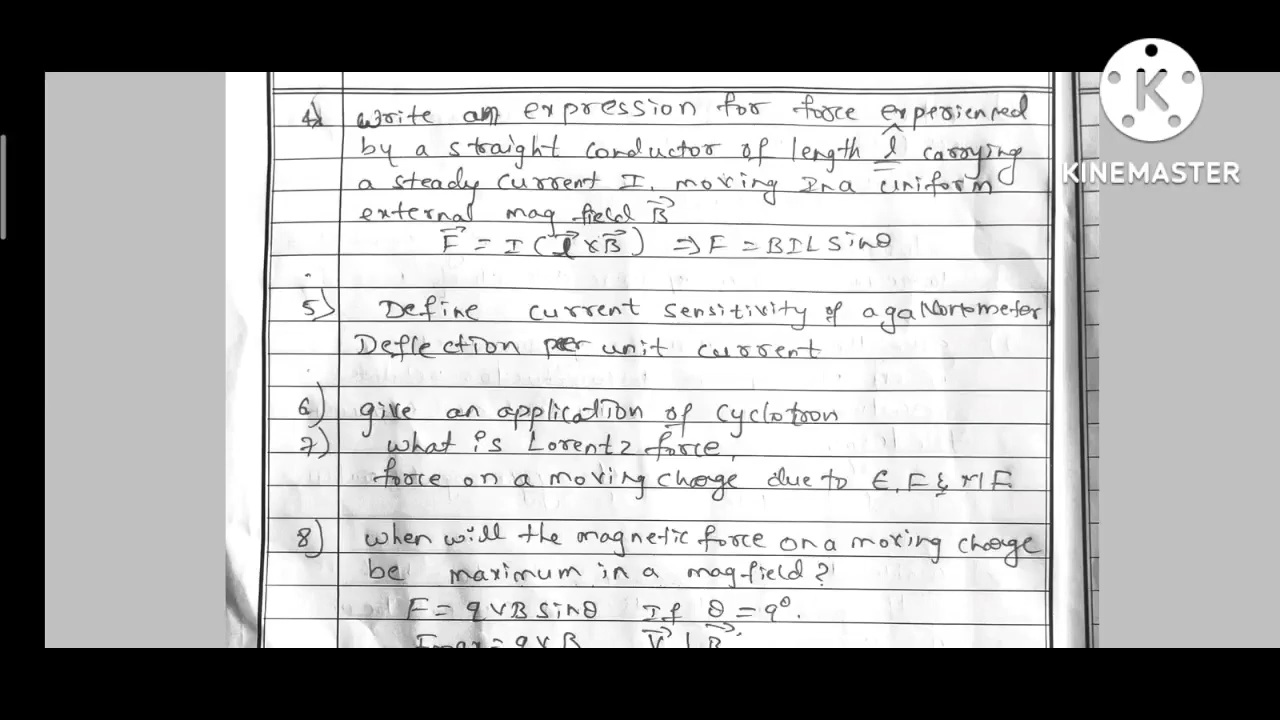 KINEMASTER
4) write an expression for force experienced
by a straight conductor of length l̂ carrying
a steady current I, moving In a uniform
external mag field B⃗
F⃗ = I (l⃗ × B⃗) ⇒ F = BIL Sinθ
5) Define current sensitivity of a galvanometer
Deflection per unit current
6) give an application of cyclotron
7) what is Lorentz force,
force on a moving charge due to E.F & M F
8) when will the magnetic force on a moving charge
be maximum in a mag field?
F = qvB sinθ If θ = 9⁰.
= qvB V⃗ ⊥ B⃗